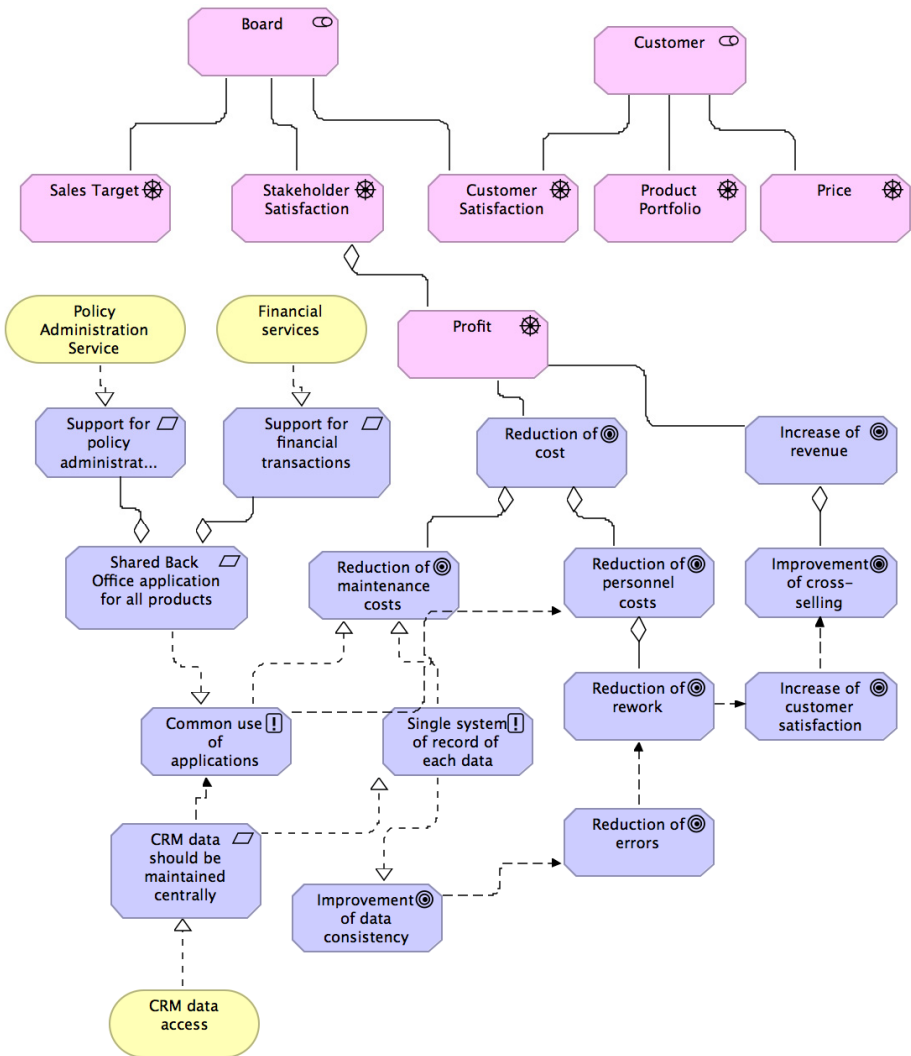 Board
Customer
Sales Target
Stakeholder
Satisfaction
Customer
Satisfaction
Product
Portfolio
Price
Policy
Administration
Service
Financial
services
Profit
Support for
policy
administrat...
Support for
financial
transactions
Reduction of
cost
Increase of
revenue
Shared Back
Office application
for all products
Reduction of
maintenance
costs
Reduction of
personnel
costs
Improvement
of cross-
selling
Common use
of
applications
Single system
of record of
each data
Reduction of
rework
Increase of
customer
satisfaction
CRM data
should be
maintained
centrally
Reduction of
errors
Improvement
of data
consistency
CRM data
access